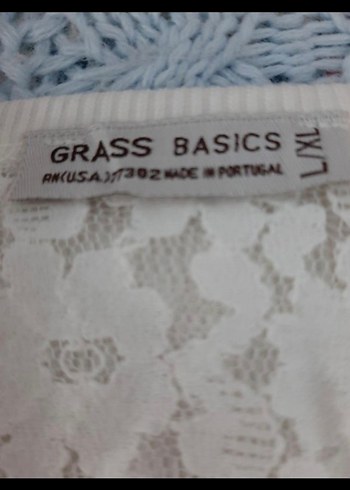 GRASS BASICS
RN(U.S.A.) MADE IN PORTUGAL
L/XL